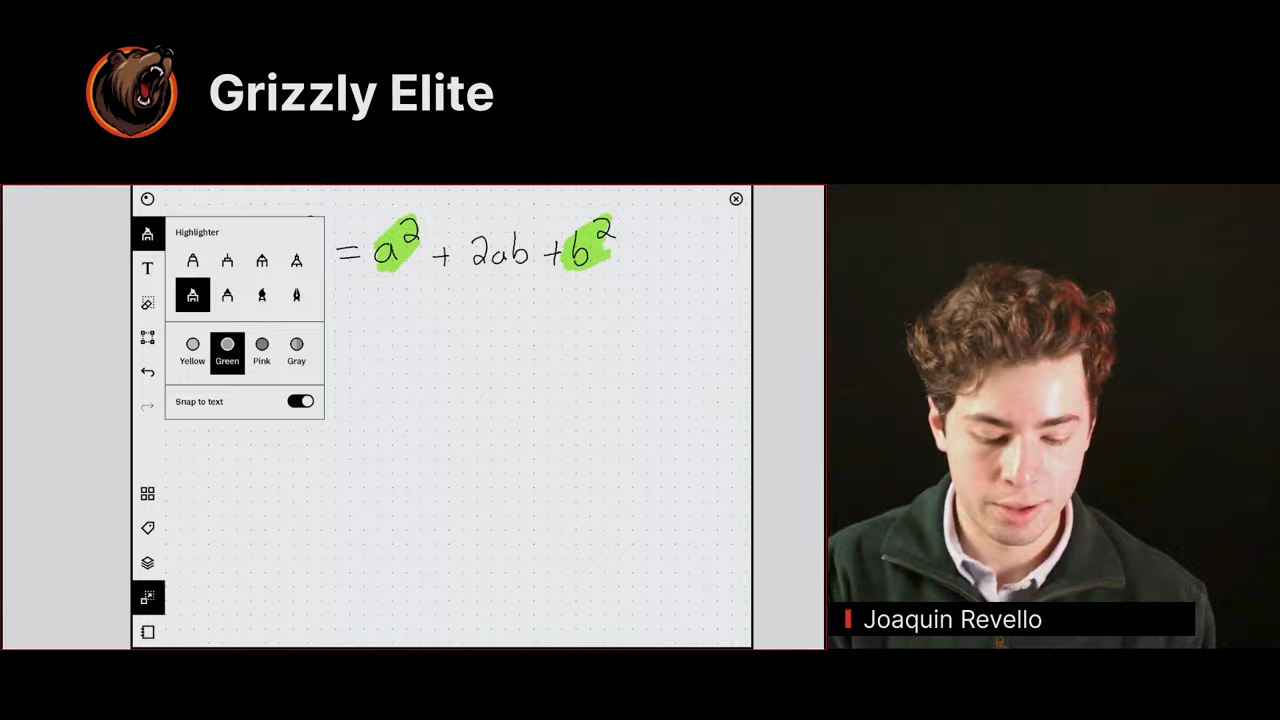 Grizzly Elite
= a² + 2ab + b²
Highlighter
Yellow Green Pink Gray
Snap to text
T
Joaquin Revello